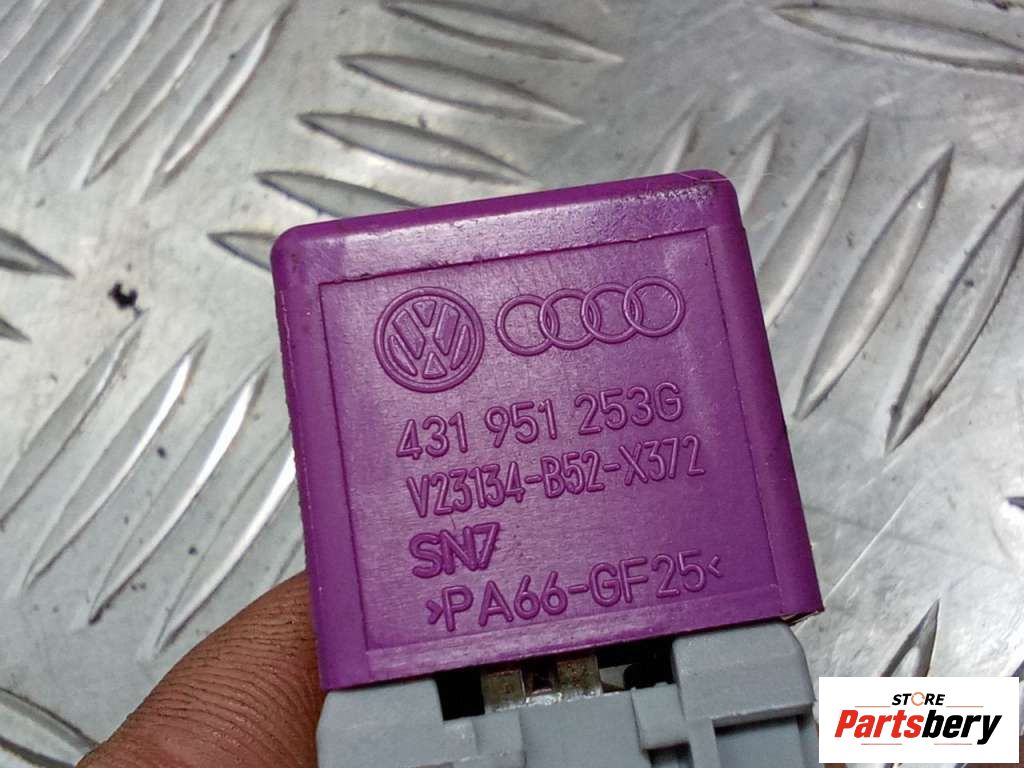 431 951 253G
V23134-B52-X372
SN7
>PA66-GF25<
STORE
Partsbery